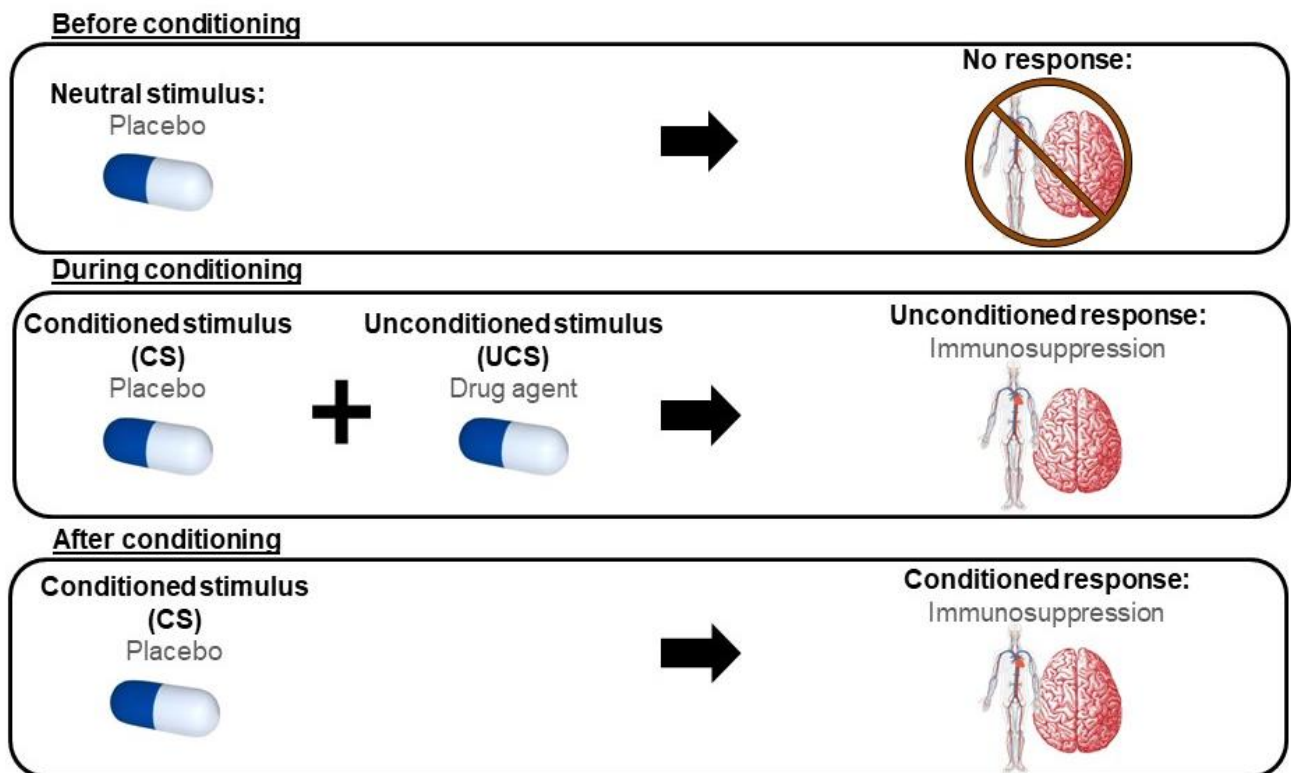 Before conditioning
Neutral stimulus:
Placebo
No response:
During conditioning
Conditioned stimulus
(CS)
Placebo
Unconditioned stimulus
(UCS)
Drug agent
Unconditioned response:
Immunosuppression
After conditioning
Conditioned stimulus
(CS)
Placebo
Conditioned response:
Immunosuppression